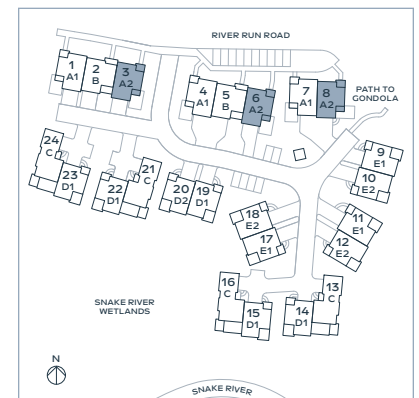 RIVER RUN ROAD
1
A1
2
B
3
A2
4
A1
5
B
6
A2
7
A1
8
A2
PATH TO
GONDOLA
9
E1
10
E2
11
E1
12
E2
13
C
14
D1
15
D1
16
C
17
E1
18
E2
19
D1
20
D2
21
C
22
D1
23
D1
24
C
SNAKE RIVER
WETLANDS
N
SNAKE RIVER